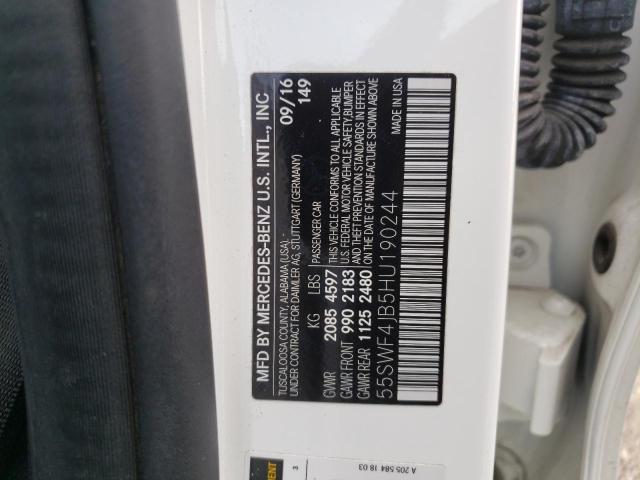 MFD BY MERCEDES-BENZ U.S. INTL., INC
TUSCALOOSA COUNTY, ALABAMA (USA) -
UNDER CONTRACT FOR DAIMLER AG, STUTTGART (GERMANY)
09/16
149
KG LBS PASSENGER CAR
GVWR 2085 4597 THIS VEHICLE CONFORMS TO ALL APPLICABLE
GAWR FRONT 990 2183 U.S. FEDERAL MOTOR VEHICLE SAFETY,BUMPER
GAWR REAR 1125 2480 AND THEFT PREVENTION STANDARDS IN EFFECT
ON THE DATE OF MANUFACTURE SHOWN ABOVE
55SWF4JB5HU190244
MADE IN USA
3
A 205 584 18 03